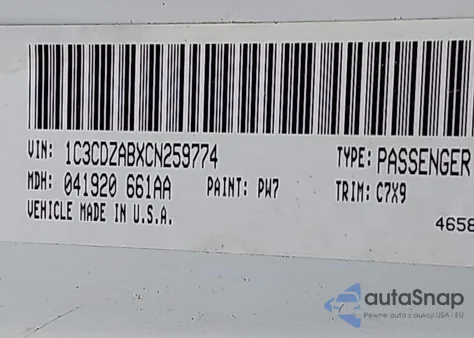 VIN: 1C3CDZABXCN259774 TYPE: PASSENGER
MDH: 041920 661AA PAINT: PW7 TRIM: C7X9
VEHICLE MADE IN U.S.A.
4658
autaSnap
Pewne auto z aukcji USA i EU